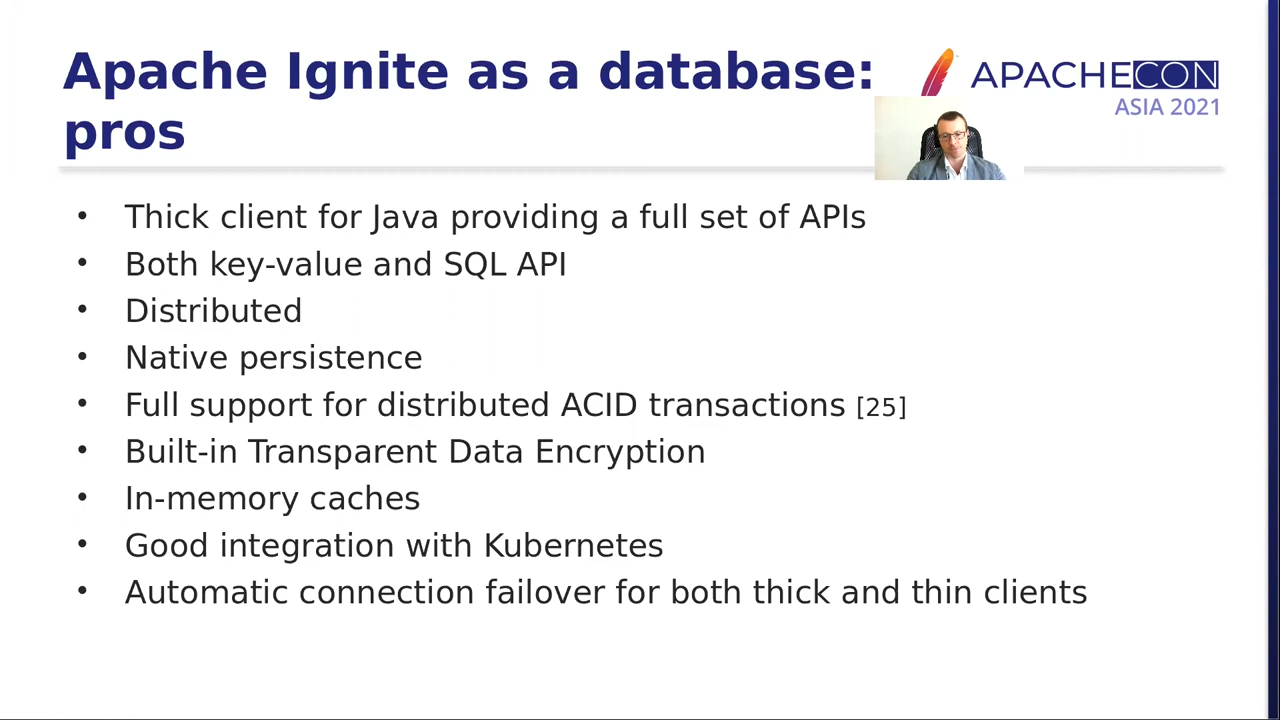 Apache Ignite as a database:
pros
APACHECON
ASIA 2021
• Thick client for Java providing a full set of APIs
• Both key-value and SQL API
• Distributed
• Native persistence
• Full support for distributed ACID transactions [25]
• Built-in Transparent Data Encryption
• In-memory caches
• Good integration with Kubernetes
• Automatic connection failover for both thick and thin clients